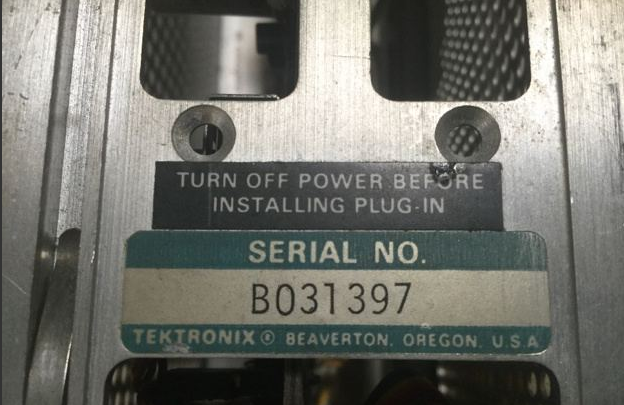 TURN OFF POWER BEFORE
INSTALLING PLUG-IN
SERIAL NO.
B031397
TEKTRONIX® BEAVERTON, OREGON, U.S.A